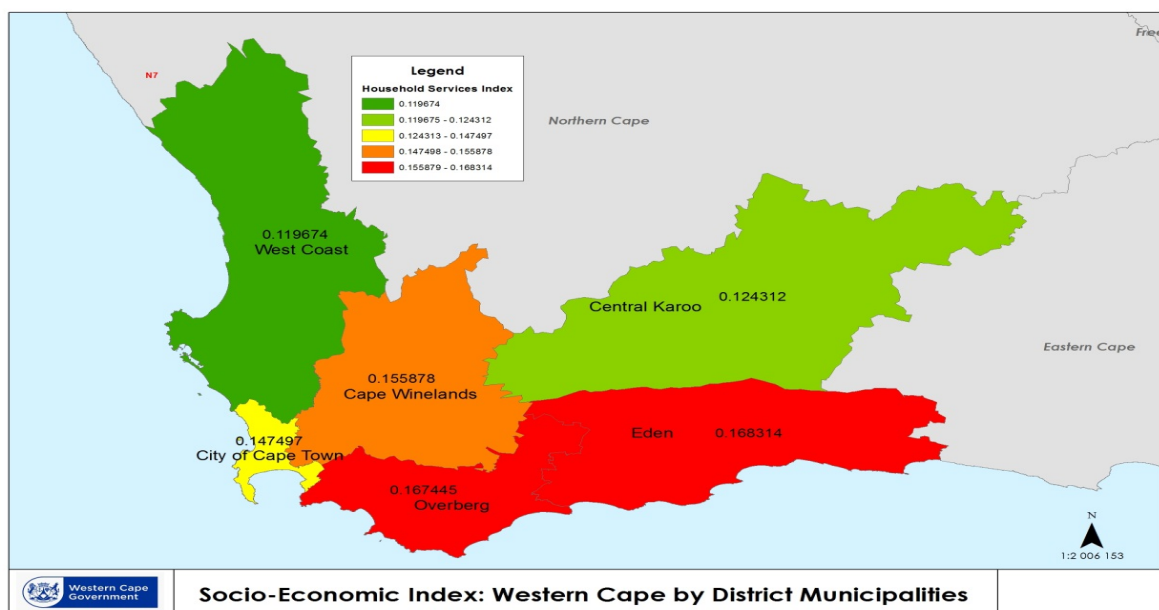 Free
N7
Legend
Household Services Index
0.119674
0.119675 - 0.124312
0.124313 - 0.147497
0.147498 - 0.155878
0.155879 - 0.168314
Northern Cape
0.119674
West Coast
Central Karoo 0.124312
Eastern Cape
0.155878
Cape Winelands
0.147497
City of Cape Town
Eden 0.168314
0.167445
Overberg
N
1:2 006 153
Western Cape
Government
Socio-Economic Index: Western Cape by District Municipalities